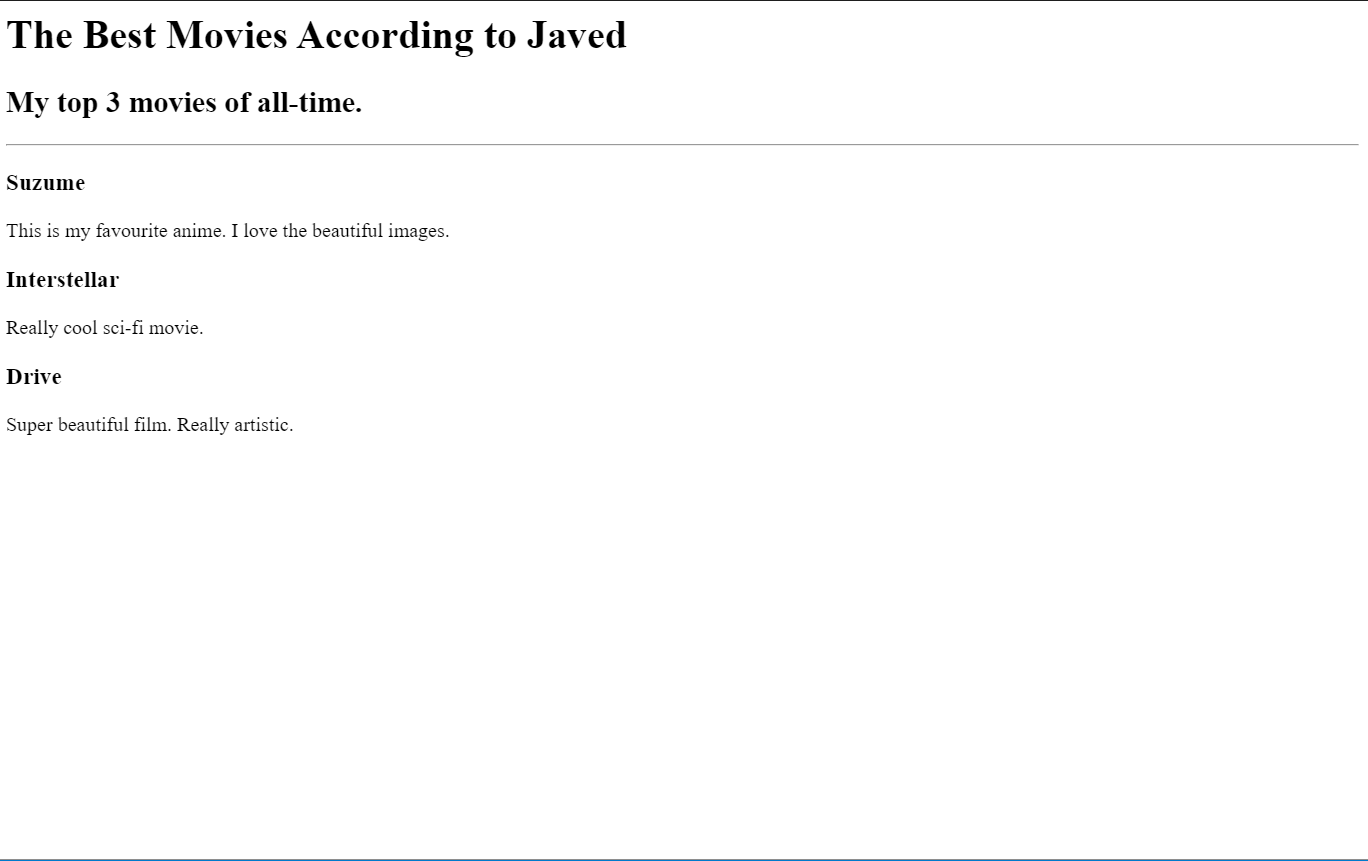 The Best Movies According to Javed
My top 3 movies of all-time.
Suzume
This is my favourite anime. I love the beautiful images.
Interstellar
Really cool sci-fi movie.
Drive
Super beautiful film. Really artistic.